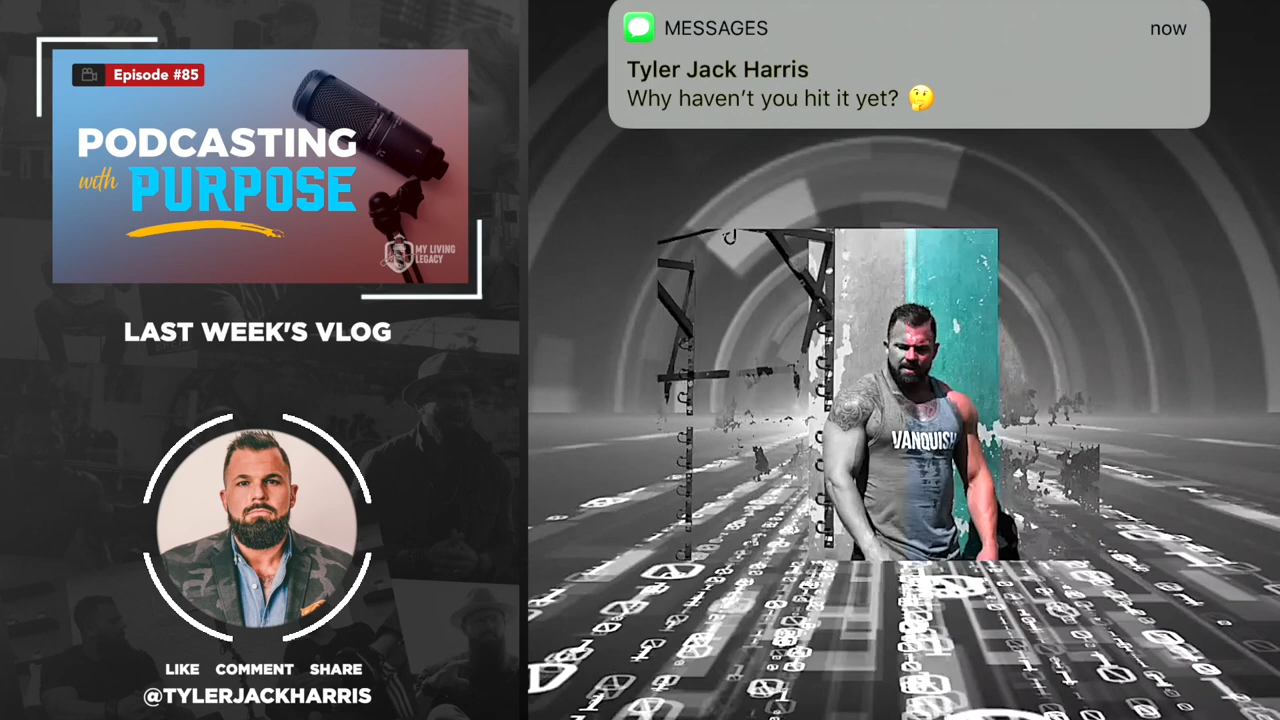 Episode #85
PODCASTING
with PURPOSE
MY LIVING
LEGACY
LAST WEEK'S VLOG
LIKE COMMENT SHARE
@TYLERJACKHARRIS
MESSAGES now
Tyler Jack Harris
Why haven't you hit it yet? 🤔
VANQUISH